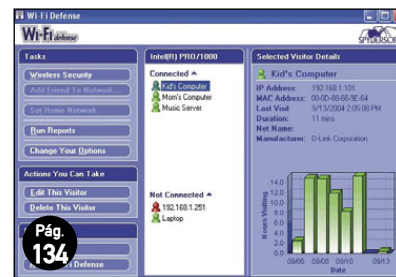 Wi-Fi Defense
Wi-Fi defense
SPYDERSOF
Tasks
Wireless Security
Add Friend To Network...
Set Home Network
Run Reports
Change Your Options
Actions You Can Take
Edit This Visitor
Delete This Visitor
Defense
Pág.
134
Intel(R) PRO/1000
Connected
Kid's Computer
Mom's Computer
Music Server
Not Connected
192.168.1.251
Laptop
Selected Visitor Details
Kid's Computer
IP Address: 192.168.1.101
MAC Address: 00-0D-88-66-9E-64
Last Visit 9/13/2004 2:05:08 PM
Duration: 11 mins
Net Name:
Manufacturer: D-Link Corporation
Hours Visiting
14.0
12.0
10.0
8.0
6.0
4.0
2.0
0.0
09/06 09/08 09/10 09/13
Date